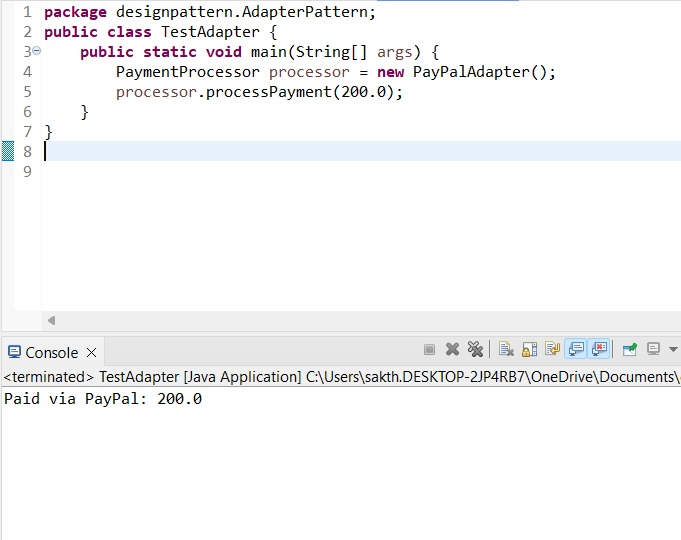 1 package designpattern.AdapterPattern;
2 public class TestAdapter {
3 public static void main(String[] args) {
4 PaymentProcessor processor = new PayPalAdapter();
5 processor.processPayment(200.0);
6 }
7 }
8
9
Console
<terminated> TestAdapter [Java Application] C:\Users\sakth.DESKTOP-2JP4RB7\OneDrive\Documents\
Paid via PayPal: 200.0